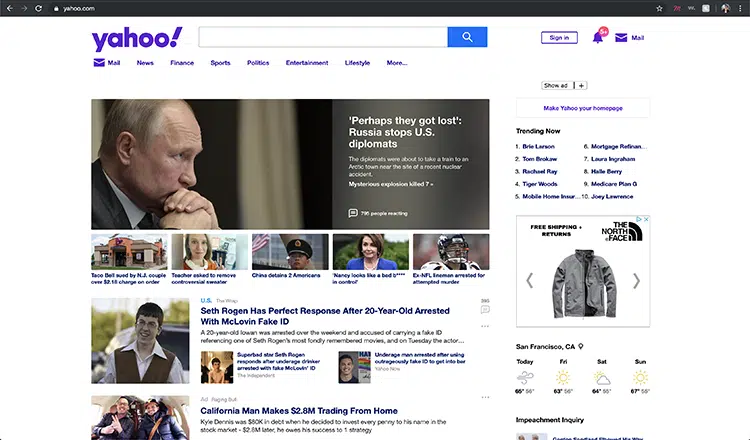 yahoo.com
yahoo!
Sign in
5+
Mail
Mail News Finance Sports Politics Entertainment Lifestyle More...
Show ad
Make Yahoo your homepage
'Perhaps they got lost':
Russia stops U.S.
diplomats
The diplomats were about to take a train to an
Arctic town near the site of a recent nuclear
accident.
Mysterious explosion killed 7 »
795 people reacting
Taco Bell sued by N.J. couple
over $2.18 charge on order
Teacher asked to remove
controversial sweater
China detains 2 Americans
'Nancy looks like a bad b****
in control'
Ex-NFL lineman arrested for
attempted murder
U.S. The Wrap
395
Seth Rogen Has Perfect Response After 20-Year-Old Arrested
With McLovin Fake ID
A 20-year-old Iowan was arrested over the weekend and accused of carrying a fake ID
referencing one of Seth Rogen's most fondly remembered movies, and on Tuesday the actor...
Superbad star Seth Rogen
responds after underage drinker
arrested with fake McLovin' ID
The Independent
Underage man arrested after using
outrageously fake ID to get into bar
Yahoo Now
Ad Raging Bull
California Man Makes $2.8M Trading From Home
Kyle Dennis was $80K in debt when he decided to invest every penny to his name in the
stock market - $2.8M later, he owes his success to 1 strategy
Trending Now
1. Brie Larson
2. Tom Brokaw
3. Rachael Ray
4. Tiger Woods
5. Mobile Home Insur...
6. Mortgage Refinan...
7. Laura Ingraham
8. Halle Berry
9. Medicare Plan G
10. Joey Lawrence
FREE SHIPPING +
RETURNS
THE
NORTH
FACE
San Francisco, CA
Today Fri Sat Sun
65° 56° 63° 56° 64° 56° 67° 55°
Impeachment Inquiry